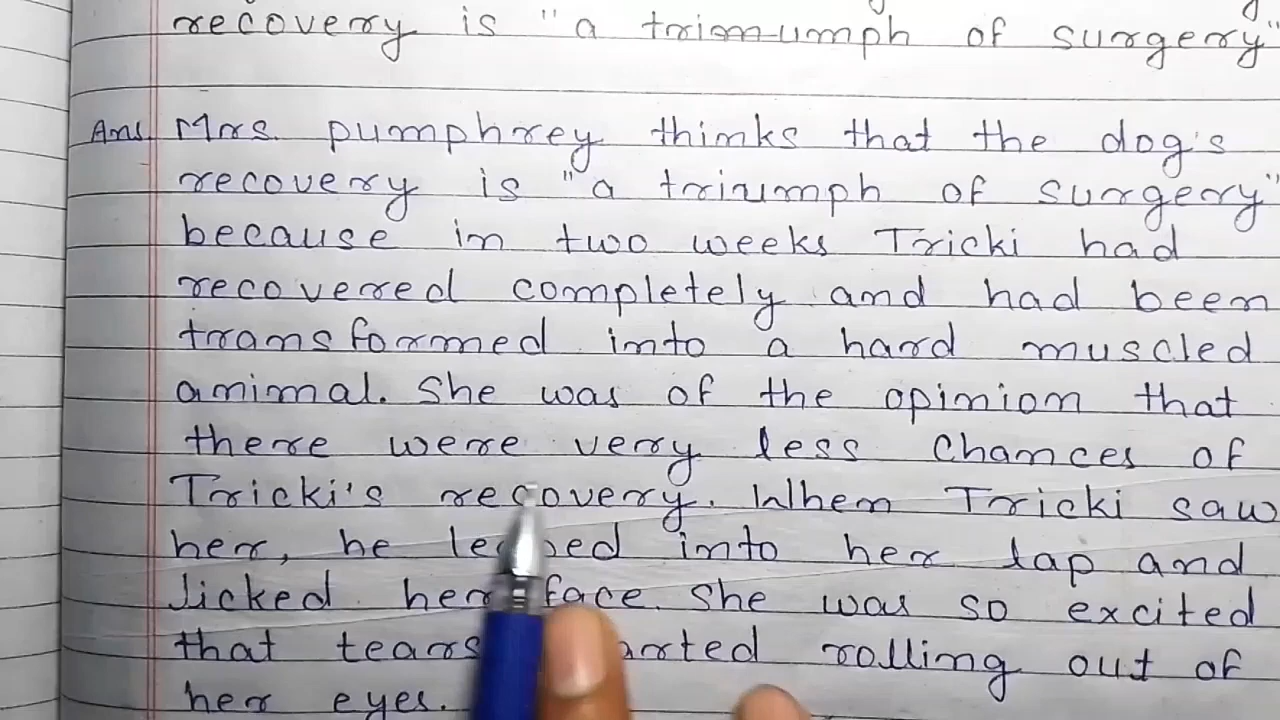 recovery is "a trimumph of surgery"
Ans. Mrs. pumphrey thinks that the dog's
recovery is "a triumph of surgery"
because in two weeks Tricki had
recovered completely and had been
transformed into a hard muscled
animal. She was of the opinion that
there were very less chances of
Tricki's recovery. When Tricki saw
her, he into her lap and
licked her face. She was so excited
that tears rolling out of
her eyes.